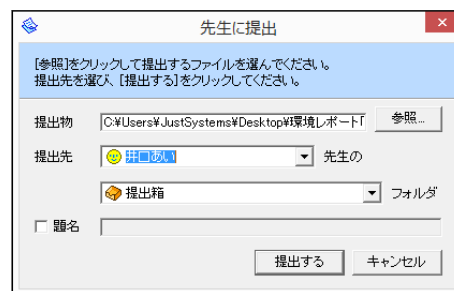 先生に提出
[参照]をクリックして提出するファイルを選んでください。
提出先を選び、[提出する]をクリックしてください。
提出物 C:¥Users¥JustSystems¥Desktop¥環境レポート「 参照...
提出先 井口あい 先生の
提出箱 フォルダ
題名
提出する キャンセル